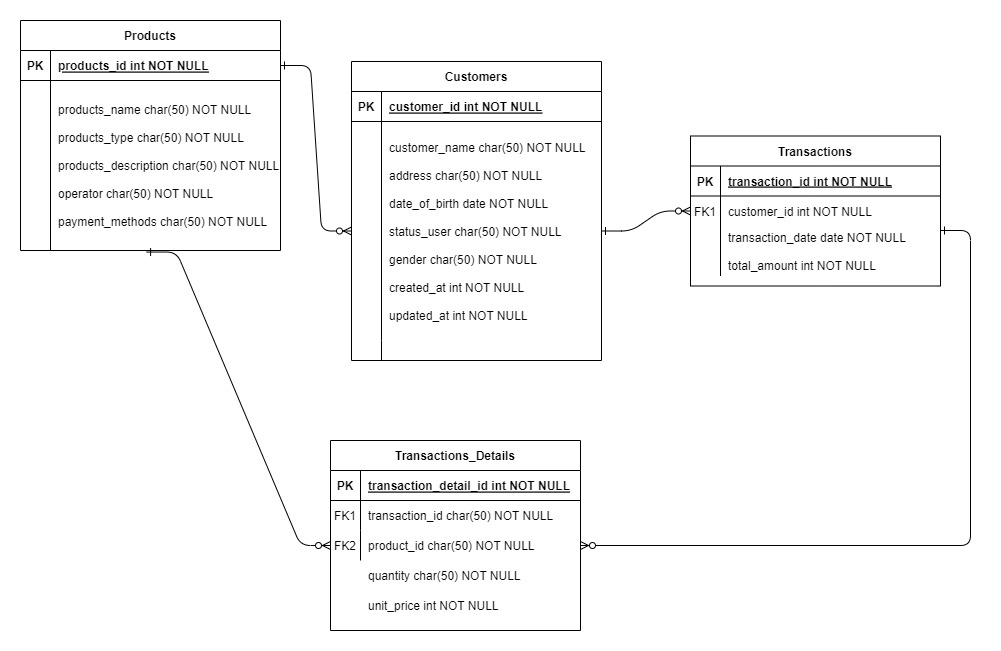 Products
PK products_id int NOT NULL
products_name char(50) NOT NULL
products_type char(50) NOT NULL
products_description char(50) NOT NULL
operator char(50) NOT NULL
payment_methods char(50) NOT NULL
Customers
PK customer_id int NOT NULL
customer_name char(50) NOT NULL
address char(50) NOT NULL
date_of_birth date NOT NULL
status_user char(50) NOT NULL
gender char(50) NOT NULL
created_at int NOT NULL
updated_at int NOT NULL
Transactions
PK transaction_id int NOT NULL
FK1 customer_id int NOT NULL
transaction_date date NOT NULL
total_amount int NOT NULL
Transactions_Details
PK transaction_detail_id int NOT NULL
FK1 transaction_id char(50) NOT NULL
FK2 product_id char(50) NOT NULL
quantity char(50) NOT NULL
unit_price int NOT NULL